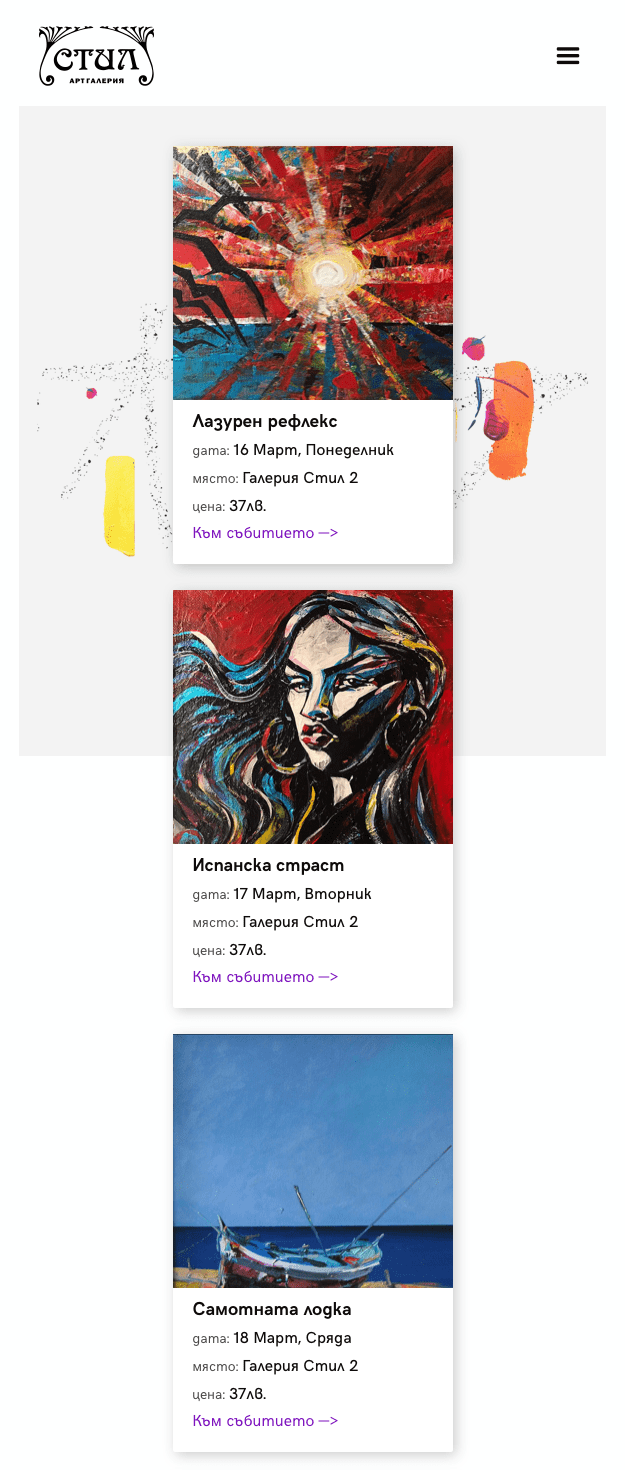 СТИЛ
АРТ ГАЛЕРИЯ
Лазурен рефлекс
дата: 16 Март, Понеделник
място: Галерия Стил 2
цена: 37лв.
Към събитието —>
Испанска страст
дата: 17 Март, Вторник
място: Галерия Стил 2
цена: 37лв.
Към събитието —>
Самотната лодка
дата: 18 Март, Сряда
място: Галерия Стил 2
цена: 37лв.
Към събитието —>